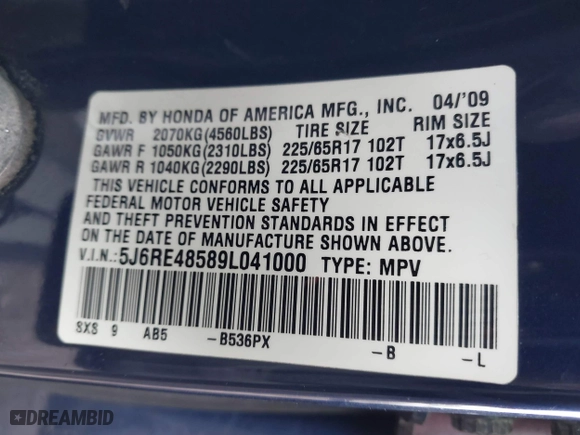 MFD. BY HONDA OF AMERICA MFG., INC. 04/'09
GVWR 2070KG(4560LBS) TIRE SIZE RIM SIZE
GAWR F 1050KG(2310LBS) 225/65R17 102T 17x6.5J
GAWR R 1040KG(2290LBS) 225/65R17 102T 17x6.5J
THIS VEHICLE CONFORMS TO ALL APPLICABLE
FEDERAL MOTOR VEHICLE SAFETY
AND THEFT PREVENTION STANDARDS IN EFFECT
ON THE DATE OF MANUFACTURE SHOWN ABOVE.
V.I.N.:5J6RE48589L041000 TYPE: MPV
SXS 9 AB5 -B536PX -B -L
DREAMBID